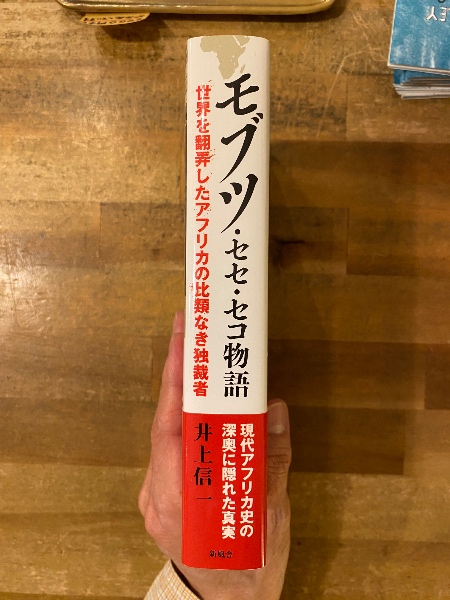 モブツ・セセ・セコ物語
世界を翻弄したアフリカの比類なき独裁者
現代アフリカ史の
深奥に隠れた真実
井上信一
新風舎